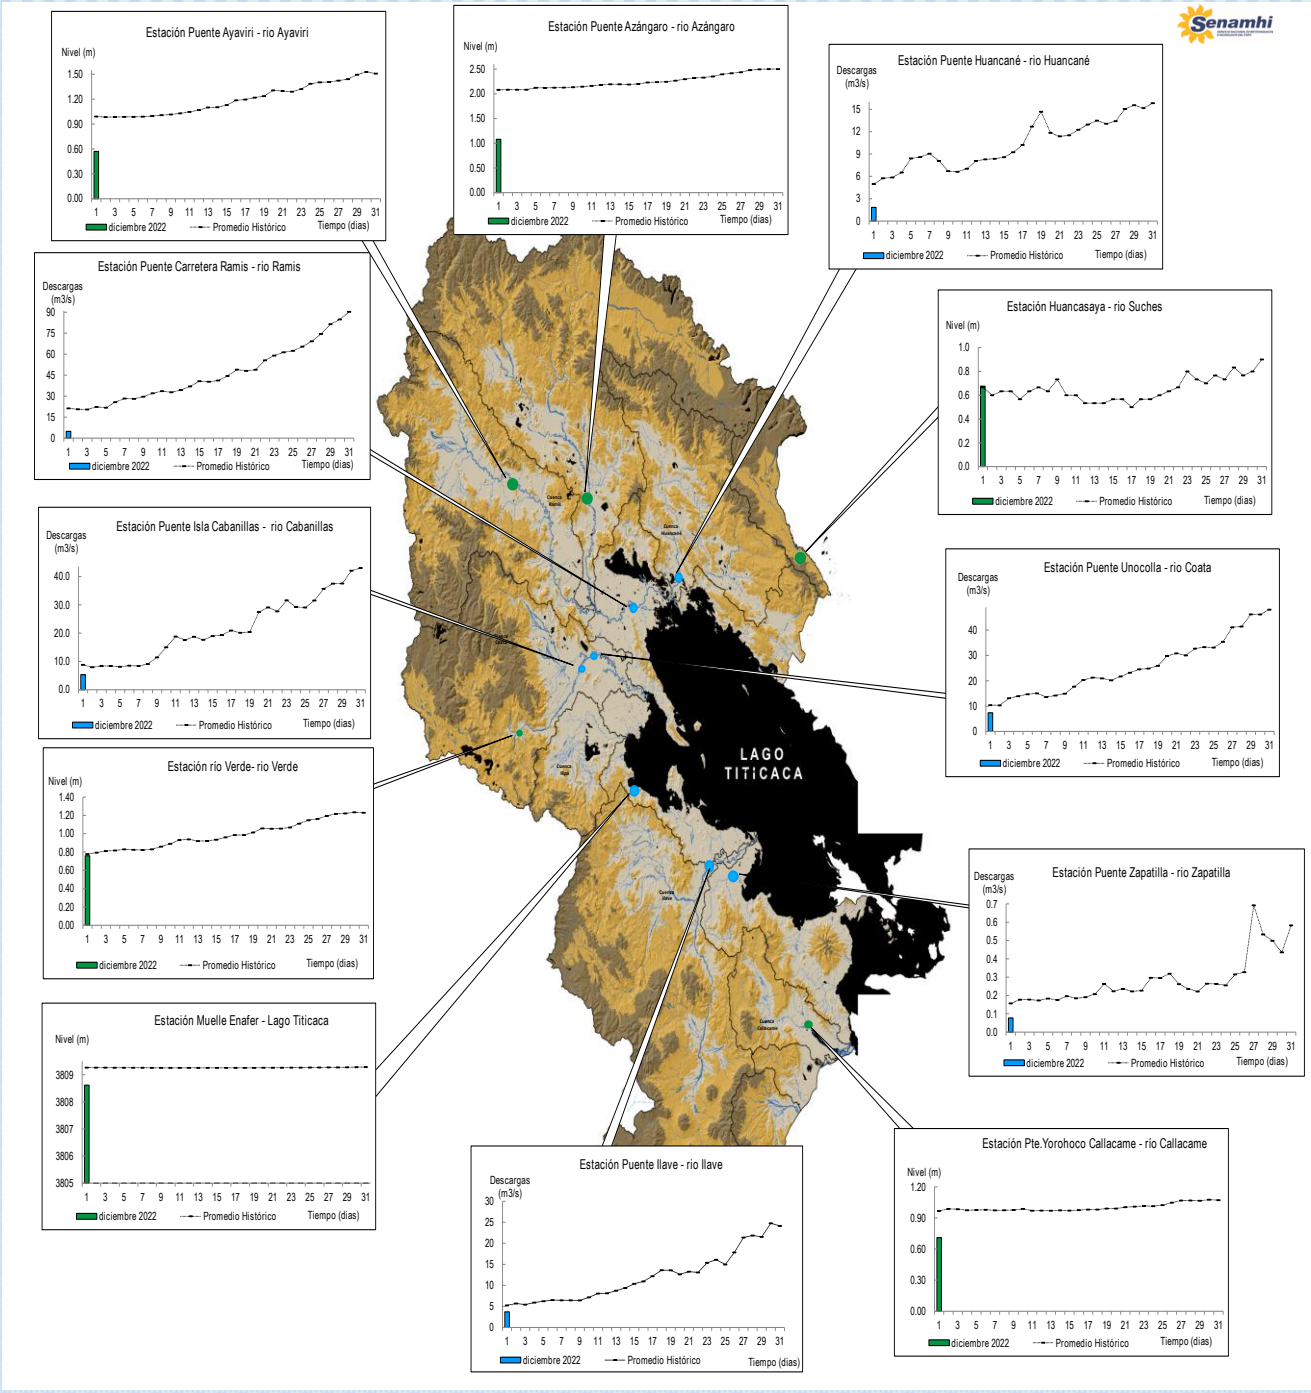 Senamhi
Estación Puente Ayaviri - rio Ayaviri
Nivel (m)
1.50
1.20
0.90
0.60
0.30
0.00
1 3 5 7 9 11 13 15 17 19 21 23 25 27 29 31
diciembre 2022 Promedio Histórico Tiempo (dias)
Estación Puente Azángaro - rio Azángaro
Nivel (m)
2.50
2.00
1.50
1.00
0.50
0.00
1 3 5 7 9 11 13 15 17 19 21 23 25 27 29 31
diciembre 2022 Promedio Histórico Tiempo (dias)
Estación Puente Huancané - rio Huancané
Descargas
(m3/s)
15
12
9
6
3
0
1 3 5 7 9 11 13 15 17 19 21 23 25 27 29 31
diciembre 2022 Promedio Histórico Tiempo (dias)
Estación Puente Carretera Ramis - rio Ramis
Descargas
(m3/s)
90
75
60
45
30
15
0
1 3 5 7 9 11 13 15 17 19 21 23 25 27 29 31
diciembre 2022 Promedio Histórico Tiempo (dias)
Estación Huancasaya - rio Suches
Nivel (m)
1.0
0.8
0.6
0.4
0.2
0.0
1 3 5 7 9 11 13 15 17 19 21 23 25 27 29 31
diciembre 2022 Promedio Histórico Tiempo (dias)
Estación Puente Isla Cabanillas - rio Cabanillas
Descargas
(m3/s)
40.0
30.0
20.0
10.0
0.0
1 3 5 7 9 11 13 15 17 19 21 23 25 27 29 31
diciembre 2022 Promedio Histórico Tiempo (dias)
Estación Puente Unocolla - rio Coata
Descargas
(m3/s)
40
30
20
10
0
1 3 5 7 9 11 13 15 17 19 21 23 25 27 29 31
diciembre 2022 Promedio Histórico Tiempo (dias)
Estación río Verde- rio Verde
Nivel (m)
1.40
1.20
1.00
0.80
0.60
0.40
0.20
0.00
1 3 5 7 9 11 13 15 17 19 21 23 25 27 29 31
diciembre 2022 Promedio Histórico Tiempo (dias)
Cuenca
Ramis
Cuenca
Huancané
Cuenca
Cuenca
Illpa
LAGO
TITICACA
Cuenca
Ilave
Cuenca
Callacame
Estación Puente Zapatilla - rio Zapatilla
Descargas
(m3/s)
0.7
0.6
0.5
0.4
0.3
0.2
0.1
0.0
1 3 5 7 9 11 13 15 17 19 21 23 25 27 29 31
diciembre 2022 Promedio Histórico Tiempo (dias)
Estación Muelle Enafer - Lago Titicaca
Nivel (m)
3809
3808
3807
3806
3805
1 3 5 7 9 11 13 15 17 19 21 23 25 27 29 31
diciembre 2022 Promedio Histórico Tiempo (dias)
Estación Puente Ilave - rio Ilave
Descargas
(m3/s)
30
25
20
15
10
5
0
1 3 5 7 9 11 13 15 17 19 21 23 25 27 29 31
diciembre 2022 Promedio Histórico Tiempo (dias)
Estación Pte.Yorohoco Callacame - río Callacame
Nivel (m)
1.20
0.90
0.60
0.30
0.00
1 3 5 7 9 11 13 15 17 19 21 23 25 27 29 31
diciembre 2022 Promedio Histórico Tiempo (dias)